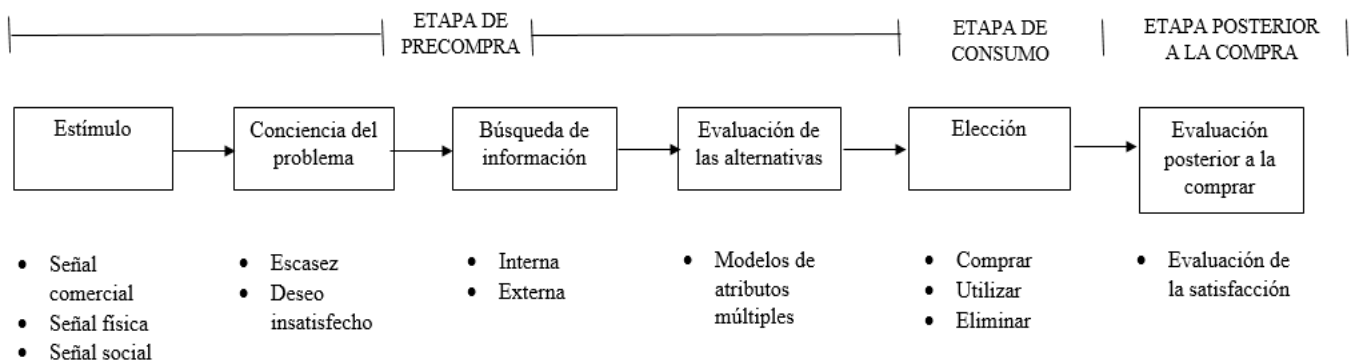 ETAPA DE
PRECOMPRA
ETAPA DE
CONSUMO
ETAPA POSTERIOR
A LA COMPRA
Estímulo
Conciencia del
problema
Búsqueda de
información
Evaluación de
las alternativas
Elección
Evaluación
posterior a la
comprar
• Señal
comercial
• Señal física
• Señal social
• Escasez
• Deseo
insatisfecho
• Interna
• Externa
• Modelos de
atributos
múltiples
• Comprar
• Utilizar
• Eliminar
• Evaluación de
la satisfacción